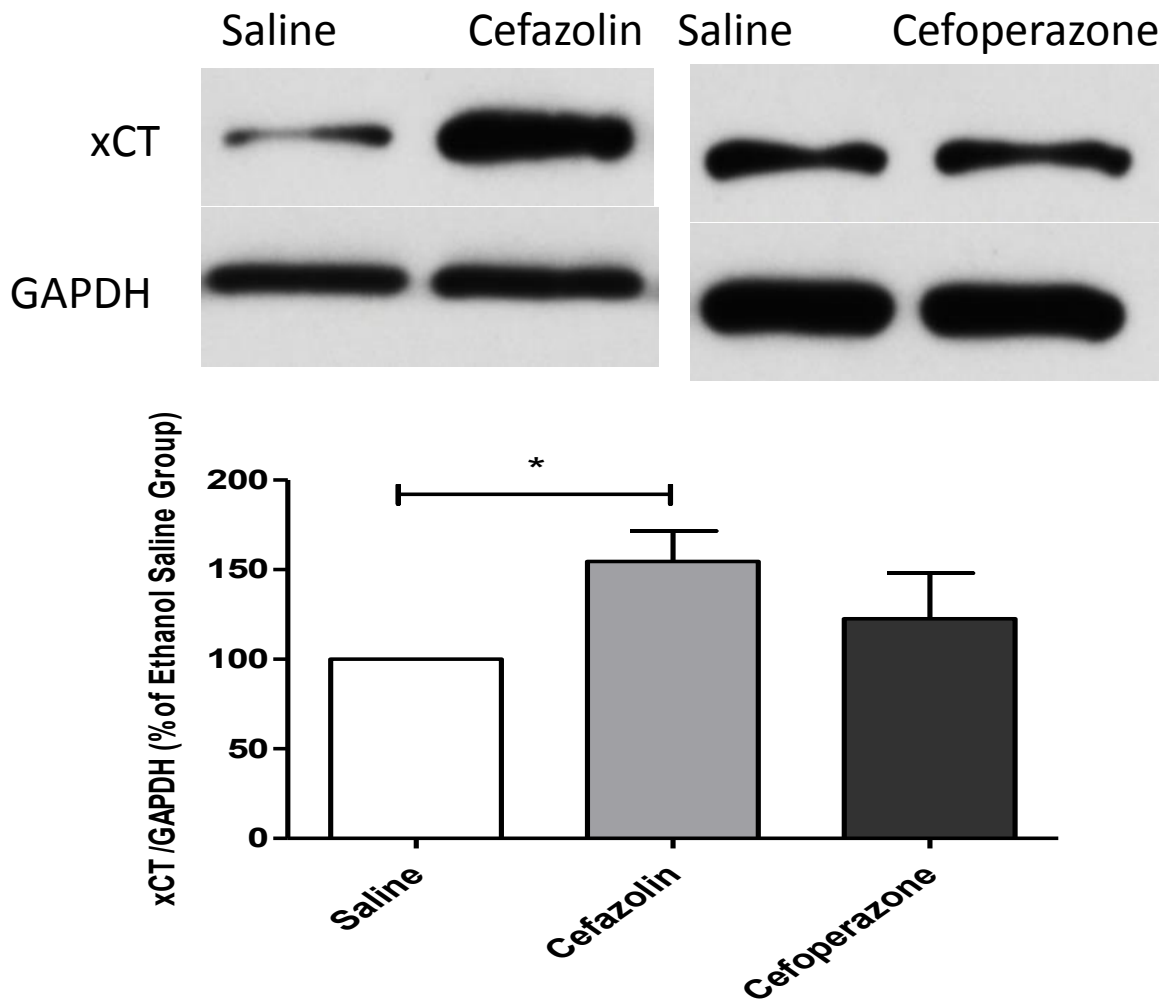 Saline Cefazolin Saline Cefoperazone
xCT
GAPDH
xCT /GAPDH (% of Ethanol Saline Group)
*
200
150
100
50
0
Saline
Cefazolin
Cefoperazone